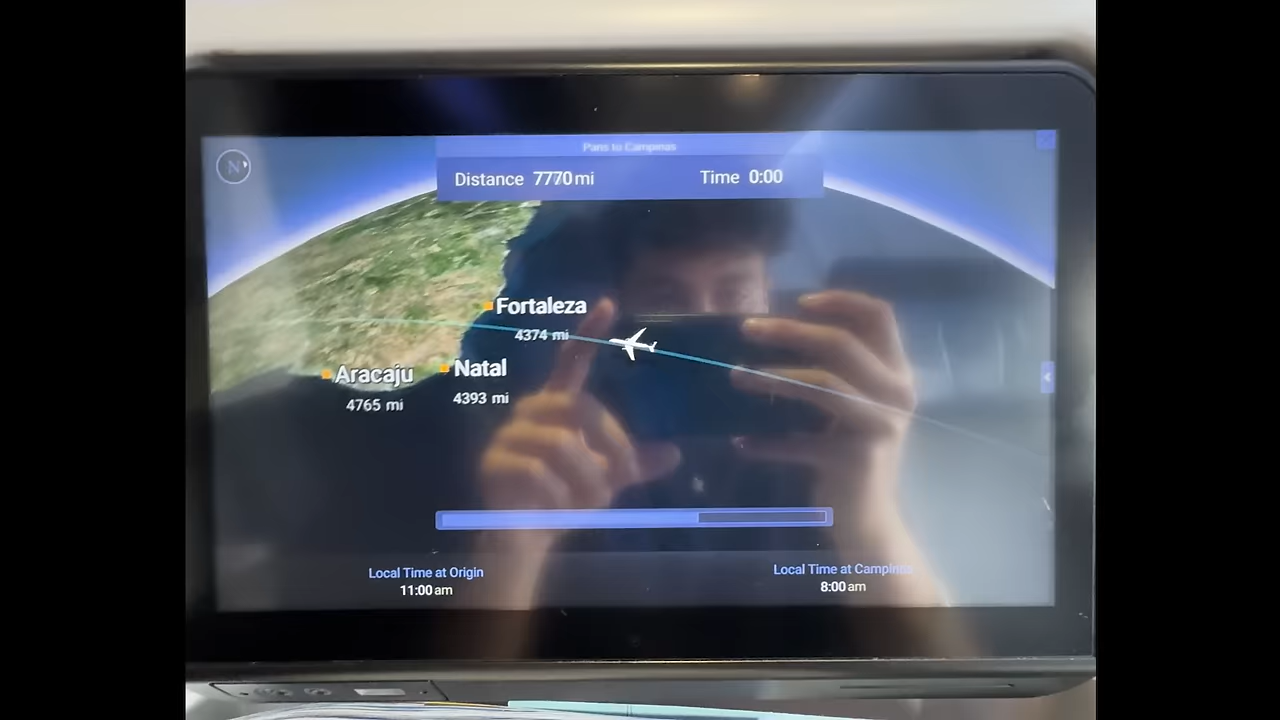 N
Paris to Campinas
Distance 7770 mi
Time 0:00
Fortaleza
4374 mi
Natal
4393 mi
Aracaju
4765 mi
Local Time at Origin
11:00 am
Local Time at Campinas
8:00 am